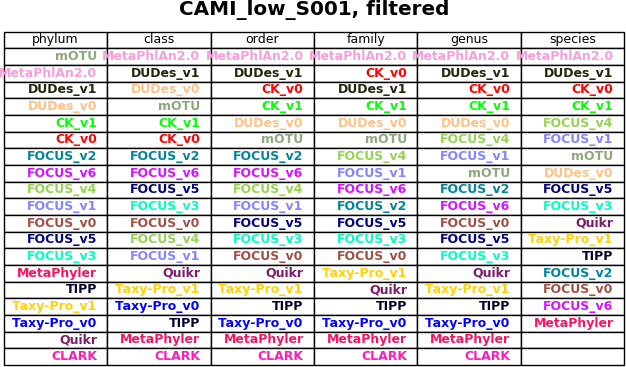 CAMI_low_S001, filtered
phylum class order family genus species
mOTU MetaPhlAn2.0 MetaPhlAn2.0 MetaPhlAn2.0 MetaPhlAn2.0 MetaPhlAn2.0
MetaPhlAn2.0 DUDes_v1 DUDes_v1 CK_v0 DUDes_v1 DUDes_v1
DUDes_v1 DUDes_v0 CK_v0 DUDes_v1 CK_v0 CK_v0
DUDes_v0 mOTU CK_v1 CK_v1 CK_v1 CK_v1
CK_v1 CK_v1 DUDes_v0 DUDes_v0 DUDes_v0 FOCUS_v4
CK_v0 CK_v0 mOTU mOTU FOCUS_v4 FOCUS_v1
FOCUS_v2 FOCUS_v2 FOCUS_v2 FOCUS_v4 FOCUS_v1 mOTU
FOCUS_v6 FOCUS_v6 FOCUS_v6 FOCUS_v1 mOTU DUDes_v0
FOCUS_v4 FOCUS_v5 FOCUS_v4 FOCUS_v6 FOCUS_v2 FOCUS_v5
FOCUS_v1 FOCUS_v3 FOCUS_v1 FOCUS_v2 FOCUS_v6 FOCUS_v3
FOCUS_v0 FOCUS_v0 FOCUS_v5 FOCUS_v5 FOCUS_v0 Quikr
FOCUS_v5 FOCUS_v4 FOCUS_v3 FOCUS_v3 FOCUS_v5 Taxy-Pro_v1
FOCUS_v3 FOCUS_v1 FOCUS_v0 FOCUS_v0 FOCUS_v3 TIPP
MetaPhyler Quikr Quikr Taxy-Pro_v1 Quikr FOCUS_v2
TIPP Taxy-Pro_v1 Taxy-Pro_v1 Quikr Taxy-Pro_v1 FOCUS_v0
Taxy-Pro_v1 Taxy-Pro_v0 TIPP TIPP TIPP FOCUS_v6
Taxy-Pro_v0 TIPP Taxy-Pro_v0 Taxy-Pro_v0 Taxy-Pro_v0 MetaPhyler
Quikr MetaPhyler MetaPhyler MetaPhyler MetaPhyler
CLARK CLARK CLARK CLARK CLARK